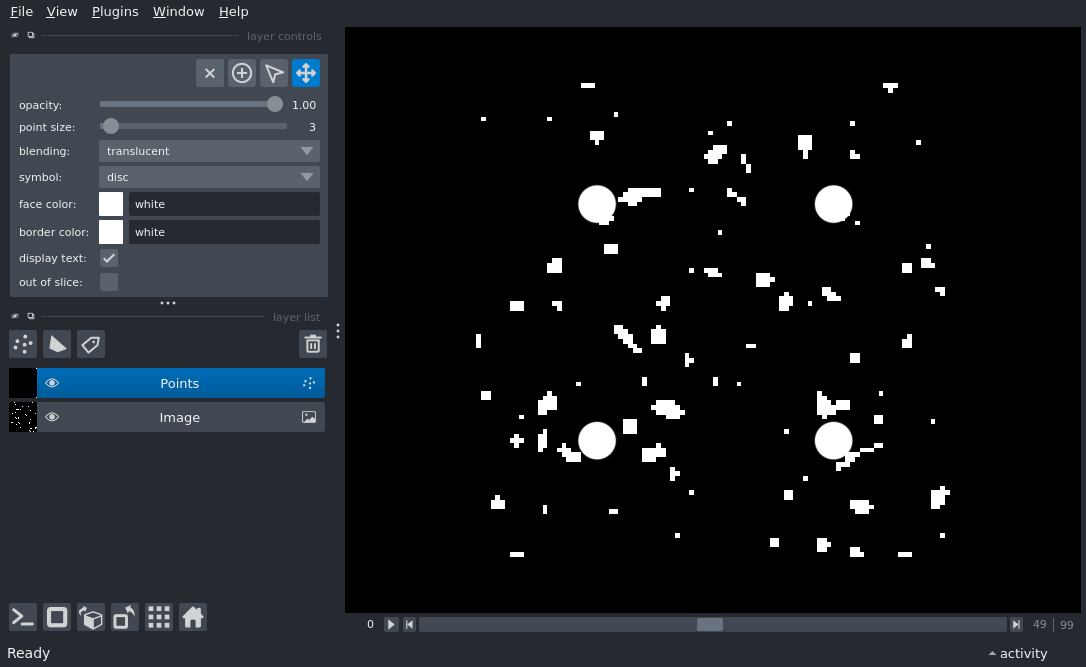 File View Plugins Window Help
layer controls
opacity: 1.00
point size: 3
blending: translucent
symbol: disc
face color: white
border color: white
display text:
out of slice:
layer list
Points
Image
0 49 99
Ready activity